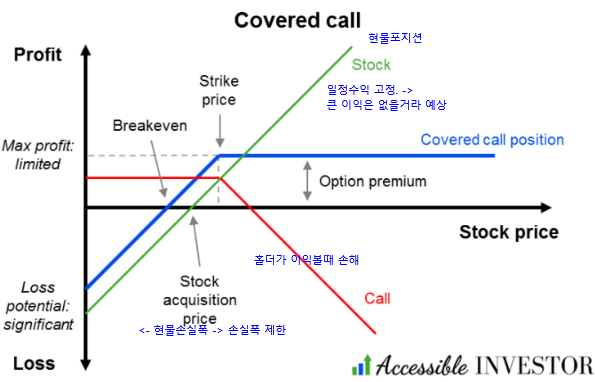 Covered call
Profit
현물포지션
Stock
Strike
price
일정수익 고정. ->
큰 이익은 없을거라 예상
Breakeven
Max profit:
limited
Covered call position
Option premium
Stock price
Stock
acquisition
price
홀더가 이익볼때 손해
Loss
potential:
significant
Call
<- 현물손실폭 -> 손실폭 제한
Loss
Accessible INVESTOR